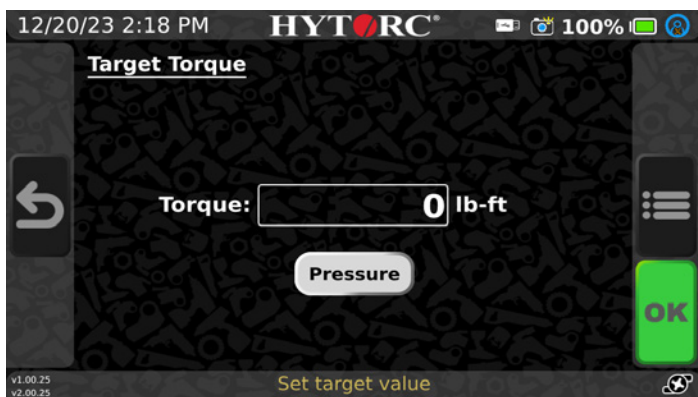 12/20/23 2:18 PM HYTORC® 100%
Target Torque
Torque: 0 lb-ft
Pressure
OK
v1.00.25
v2.00.25
Set target value